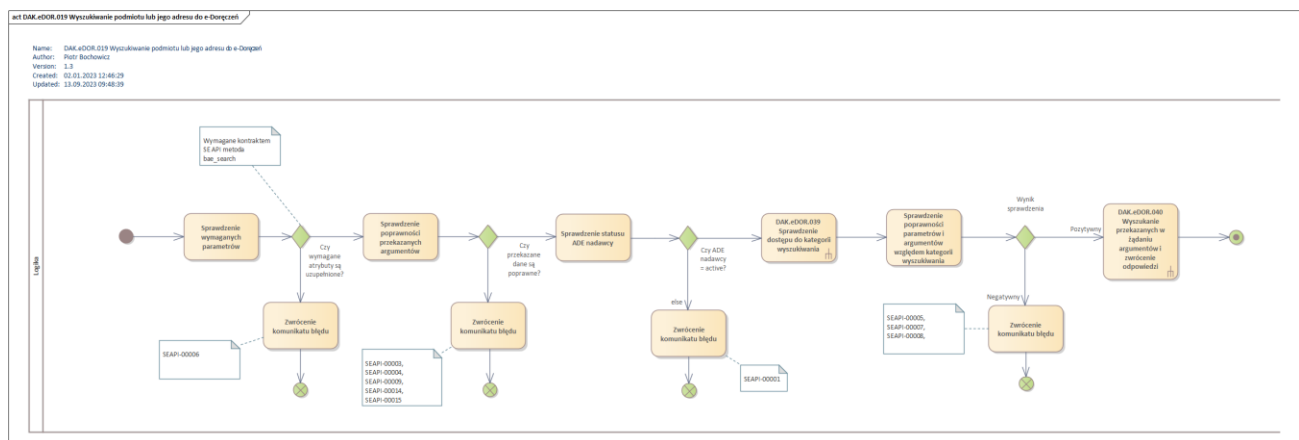 act DAK.eDOR.019 Wyszukiwanie podmiotu lub jego adresu do e-Doręczeń
Name: DAK.eDOR.019 Wyszukiwanie podmiotu lub jego adresu do e-Doręczeń
Author: Piotr Bochowicz
Version: 1.3
Created: 02.01.2023 12:46:29
Updated: 13.09.2023 09:48:39
Logika
Wymagane kontraktem
SE API metoda
bae_search
Sprawdzenie
wymaganych
parametrów
Czy
wymagane
atrybuty są
uzupełnione?
Zwrócenie
komunikatu błędu
SEAPI-00006
Sprawdzenie
poprawności
przekazanych
argumentów
Czy
przekazane
dane są
poprawne?
Zwrócenie
komunikatu błędu
SEAPI-00003,
SEAPI-00004,
SEAPI-00009,
SEAPI-00014,
SEAPI-00015
Sprawdzenie statusu
ADE nadawcy
Czy ADE
nadawcy
= active?
else
Zwrócenie
komunikatu błędu
SEAPI-00001
DAK.eDOR.039
Sprawdzenie
dostępu do kategorii
wyszukiwania
Sprawdzenie
poprawności
parametrów i
argumentów
względem kategorii
wyszukiwania
Wynik
sprawdzenia
Pozytywny
Negatywny
Zwrócenie
komunikatu błędu
SEAPI-00005,
SEAPI-00007,
SEAPI-00008,
DAK.eDOR.040
Wyszukanie
przekazanych w
żądaniu
argumentów i
zwrócenie
odpowiedzi